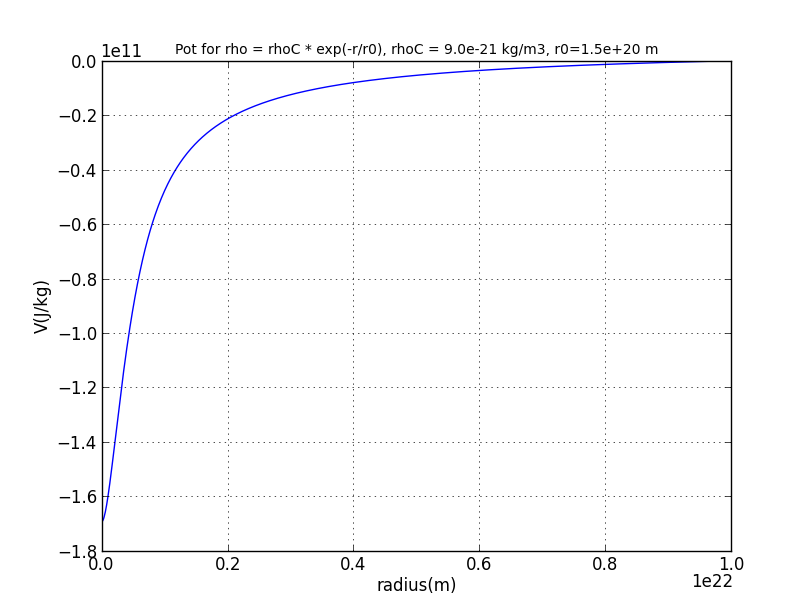 Pot for rho = rhoC * exp(-r/r0), rhoC = 9.0e-21 kg/m3, r0=1.5e+20 m
1e11
0.0
−0.2
−0.4
−0.6
−0.8
−1.0
−1.2
−1.4
−1.6
−1.8
V(J/kg)
0.0 0.2 0.4 0.6 0.8 1.0
1e22
radius(m)